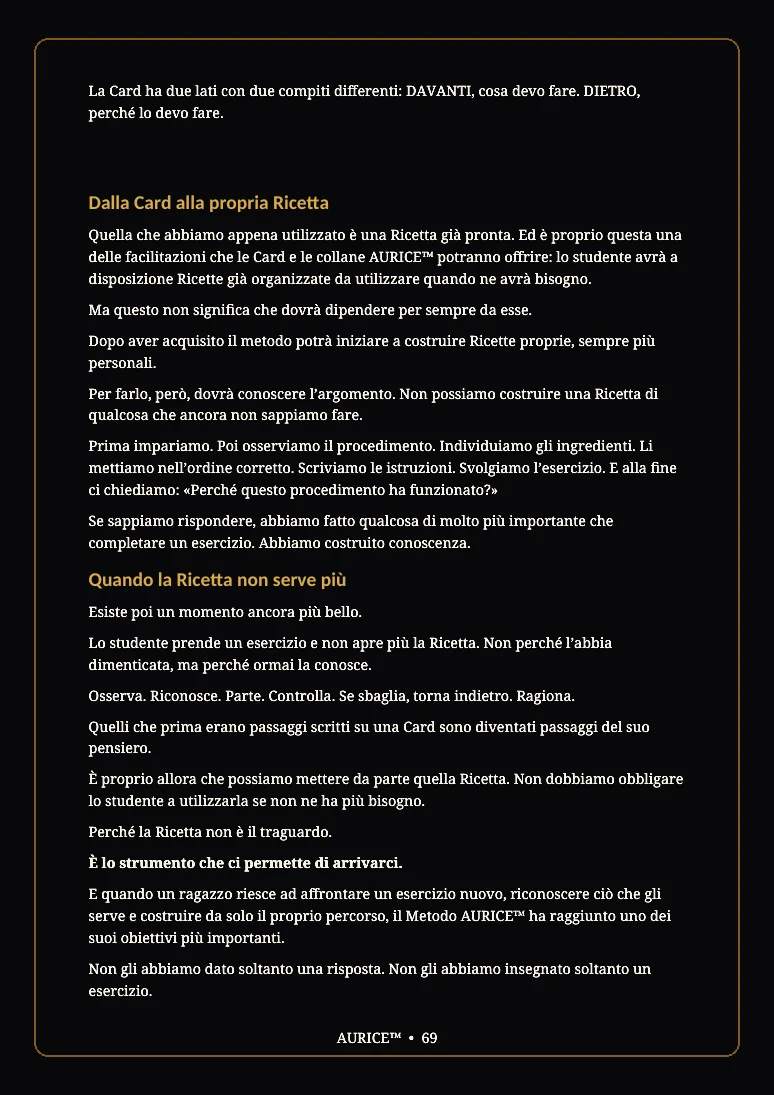 La Card ha due lati con due compiti differenti: DAVANTI, cosa devo fare. DIETRO,
perché lo devo fare.
Dalla Card alla propria Ricetta
Quella che abbiamo appena utilizzato è una Ricetta già pronta. Ed è proprio questa una
delle facilitazioni che le Card e le collane AURICE™ potranno offrire: lo studente avrà a
disposizione Ricette già organizzate da utilizzare quando ne avrà bisogno.
Ma questo non significa che dovrà dipendere per sempre da esse.
Dopo aver acquisito il metodo potrà iniziare a costruire Ricette proprie, sempre più
personali.
Per farlo, però, dovrà conoscere l’argomento. Non possiamo costruire una Ricetta di
qualcosa che ancora non sappiamo fare.
Prima impariamo. Poi osserviamo il procedimento. Individuiamo gli ingredienti. Li
mettiamo nell’ordine corretto. Scriviamo le istruzioni. Svolgiamo l’esercizio. E alla fine
ci chiediamo: «Perché questo procedimento ha funzionato?»
Se sappiamo rispondere, abbiamo fatto qualcosa di molto più importante che
completare un esercizio. Abbiamo costruito conoscenza.
Quando la Ricetta non serve più
Esiste poi un momento ancora più bello.
Lo studente prende un esercizio e non apre più la Ricetta. Non perché l’abbia
dimenticata, ma perché ormai la conosce.
Osserva. Riconosce. Parte. Controlla. Se sbaglia, torna indietro. Ragiona.
Quelli che prima erano passaggi scritti su una Card sono diventati passaggi del suo
pensiero.
È proprio allora che possiamo mettere da parte quella Ricetta. Non dobbiamo obbligare
lo studente a utilizzarla se non ne ha più bisogno.
Perché la Ricetta non è il traguardo.
È lo strumento che ci permette di arrivarci.
E quando un ragazzo riesce ad affrontare un esercizio nuovo, riconoscere ciò che gli
serve e costruire da solo il proprio percorso, il Metodo AURICE™ ha raggiunto uno dei
suoi obiettivi più importanti.
Non gli abbiamo dato soltanto una risposta. Non gli abbiamo insegnato soltanto un
esercizio.
AURICE™ • 69